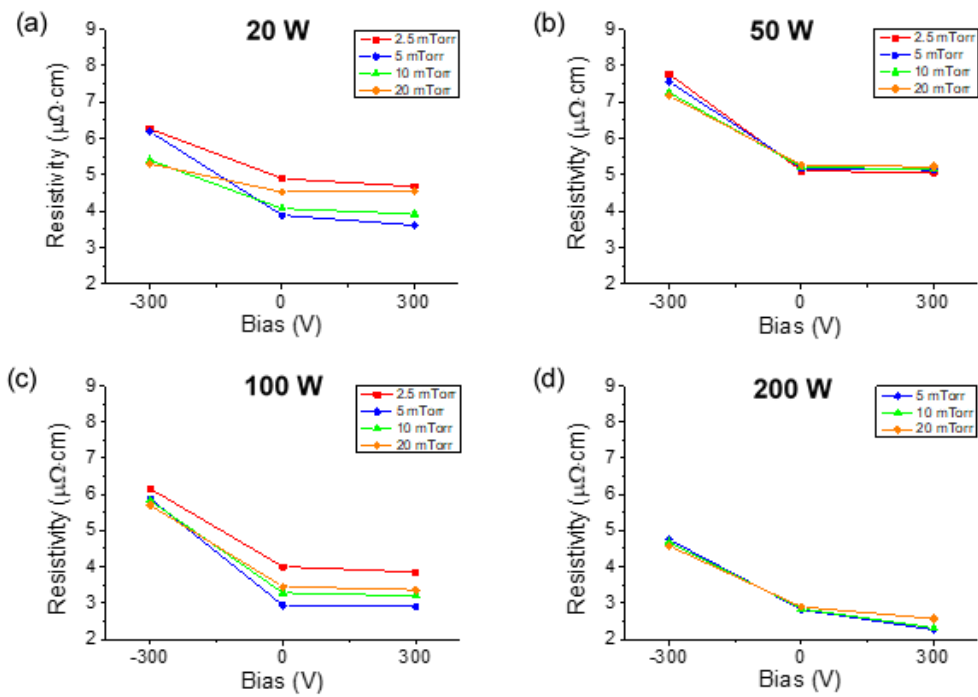 (a)
20 W
2.5 mTorr
5 mTorr
10 mTorr
20 mTorr
Resistivity (μΩ·cm)
9
8
7
6
5
4
3
2
-300
0
300
Bias (V)
(b)
50 W
2.5 mTorr
5 mTorr
10 mTorr
20 mTorr
Resistivity (μΩ·cm)
9
8
7
6
5
4
3
2
-300
0
300
Bias (V)
(c)
100 W
2.5 mTorr
5 mTorr
10 mTorr
20 mTorr
Resistivity (μΩ·cm)
9
8
7
6
5
4
3
2
-300
0
300
Bias (V)
(d)
200 W
5 mTorr
10 mTorr
20 mTorr
Resistivity (μΩ·cm)
9
8
7
6
5
4
3
2
-300
0
300
Bias (V)